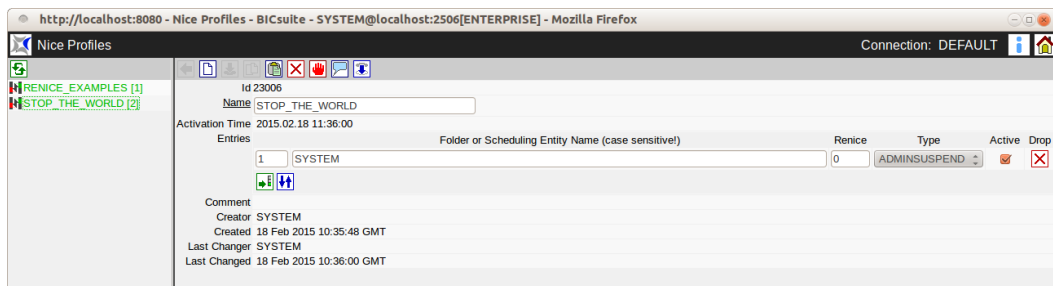 http://localhost:8080 - Nice Profiles - BICsuite - SYSTEM@localhost:2506[ENTERPRISE] - Mozilla Firefox
Nice Profiles Connection: DEFAULT
RENICE_EXAMPLES [1]
STOP_THE_WORLD [2]
Id 23006
Name STOP_THE_WORLD
Activation Time 2015.02.18 11:36:00
Entries Folder or Scheduling Entity Name (case sensitive!) Renice Type Active Drop
1 SYSTEM 0 ADMINSUSPEND
Comment
Creator SYSTEM
Created 18 Feb 2015 10:35:48 GMT
Last Changer SYSTEM
Last Changed 18 Feb 2015 10:36:00 GMT